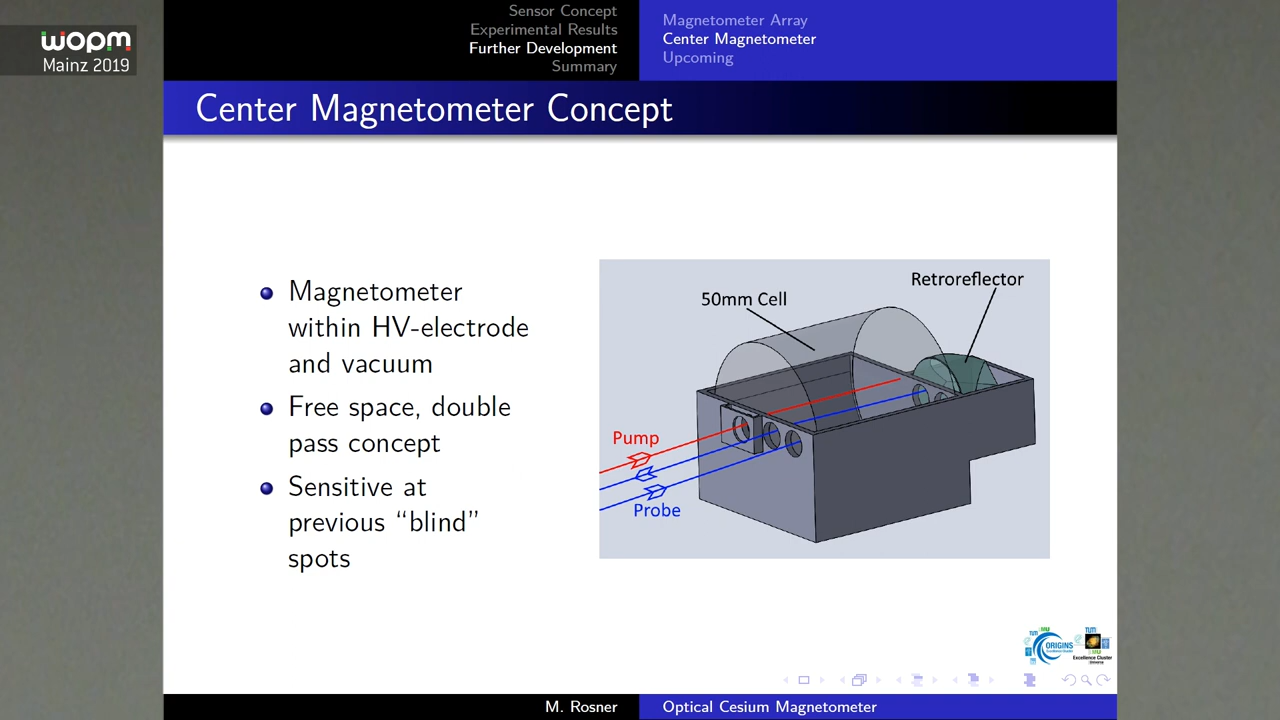 wopm
Mainz 2019
Sensor Concept
Experimental Results
Further Development
Summary
Magnetometer Array
Center Magnetometer
Upcoming
Center Magnetometer Concept
Magnetometer
within HV-electrode
and vacuum
Free space, double
pass concept
Sensitive at
previous “blind”
spots
Retroreflector
50mm Cell
Pump
Probe
ORIGINS
Excellence Cluster
M. Rosner
Optical Cesium Magnetometer